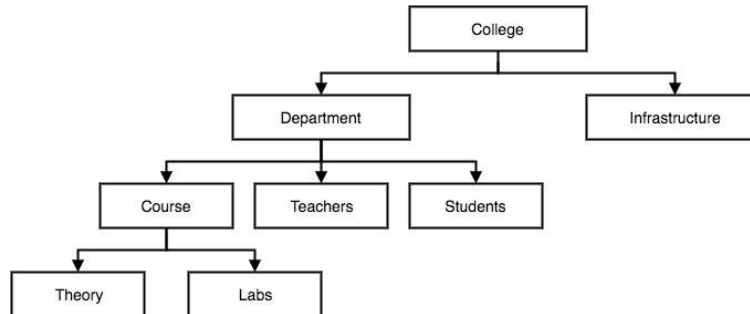 College
Department
Infrastructure
Course
Teachers
Students
Theory
Labs